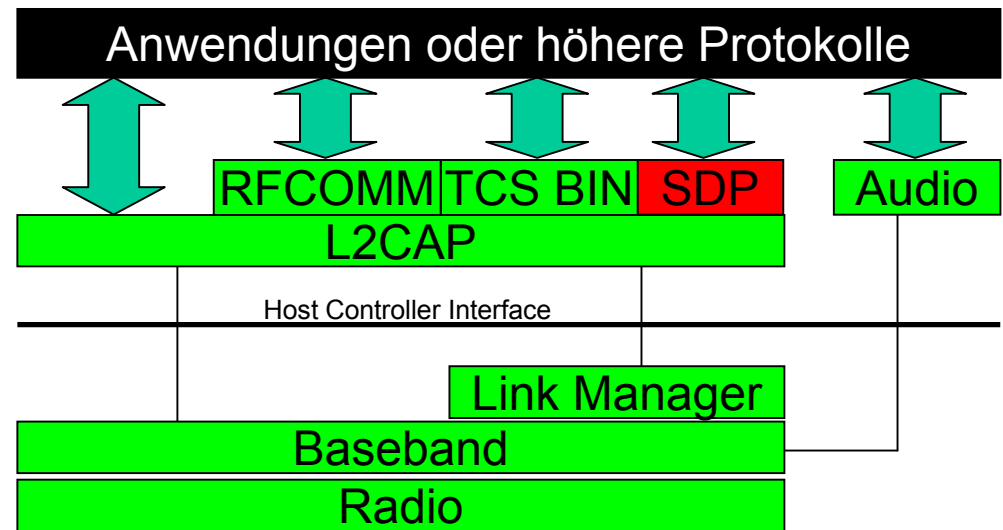 Anwendungen oder höhere Protokolle
RFCOMM TCS BIN SDP Audio
L2CAP
Host Controller Interface
Link Manager
Baseband
Radio